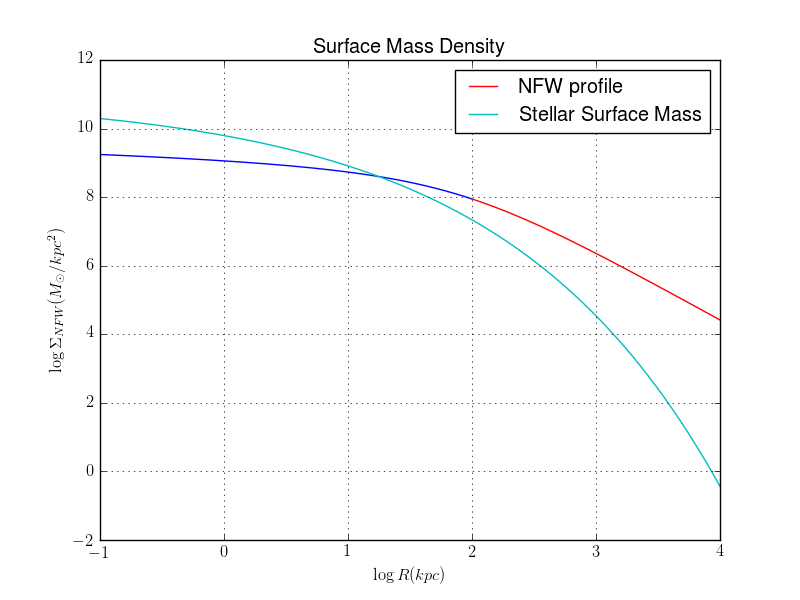 Surface Mass Density
NFW profile
Stellar Surface Mass
log Σ_NFW (M_⊙/kpc²)
12
10
8
6
4
2
0
−2
−1
0
1
2
3
4
log R(kpc)